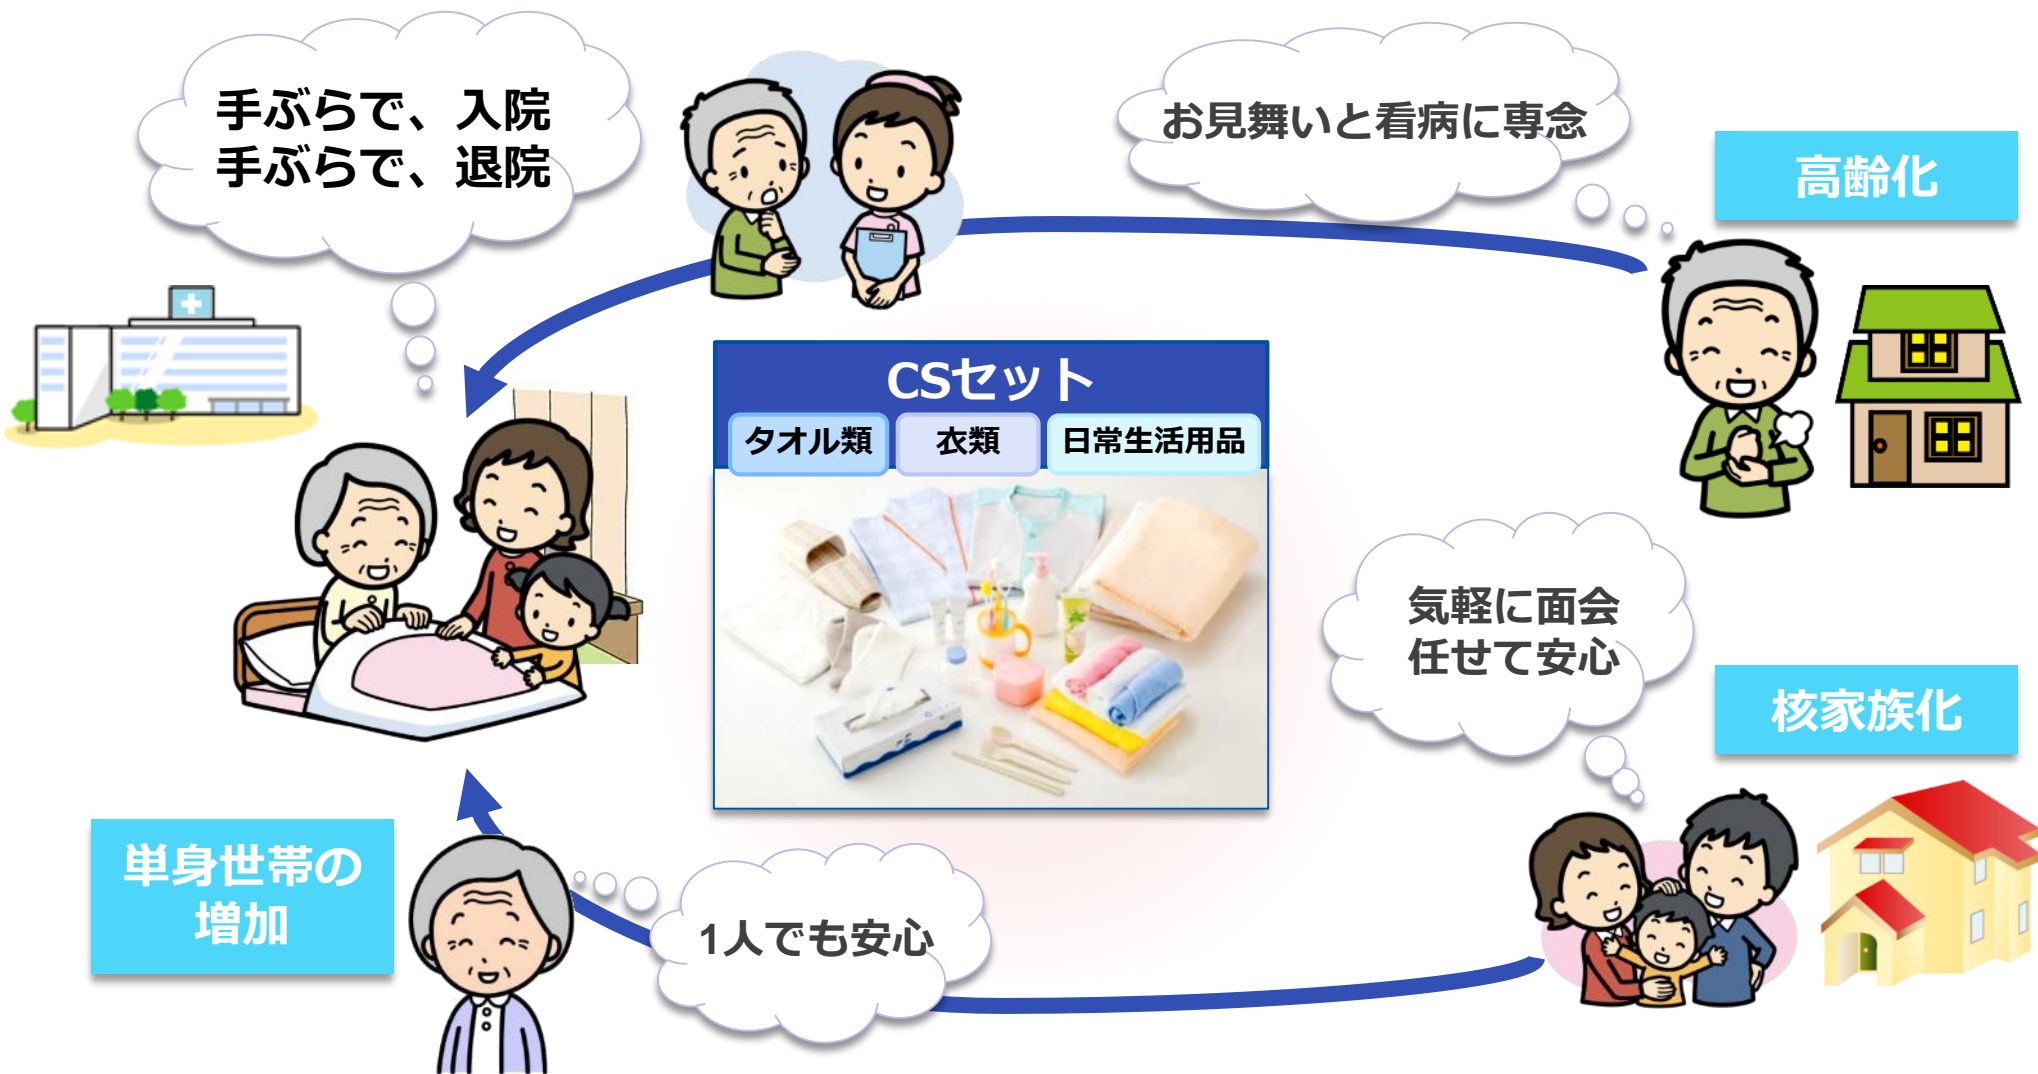 手ぶらで、入院
手ぶらで、退院
お見舞いと看病に専念
高齢化
CSセット
タオル類
衣類
日常生活用品
気軽に面会
任せて安心
核家族化
単身世帯の
増加
1人でも安心